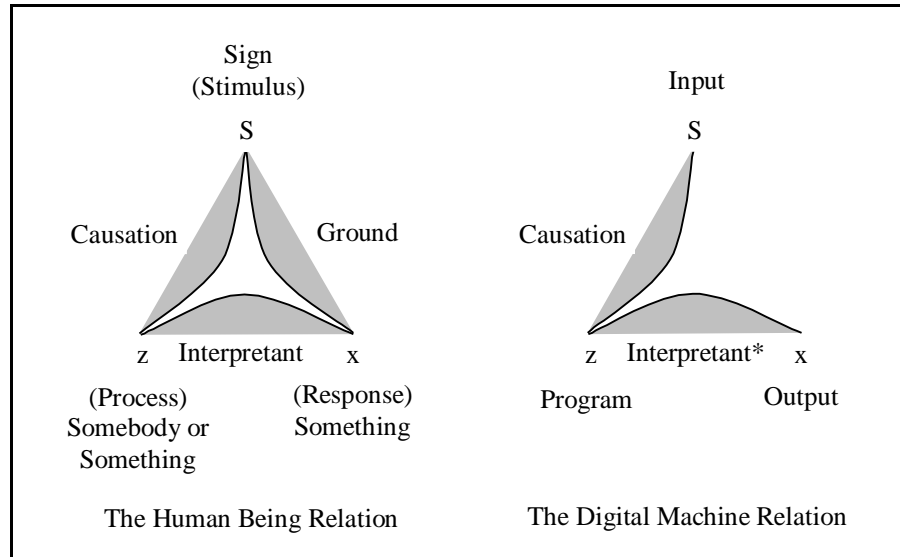 Sign
(Stimulus)
S
Causation
Ground
z
Interpretant
x
(Process)
Somebody or
Something
(Response)
Something
The Human Being Relation
Input
S
Causation
z
Interpretant*
x
Program
Output
The Digital Machine Relation